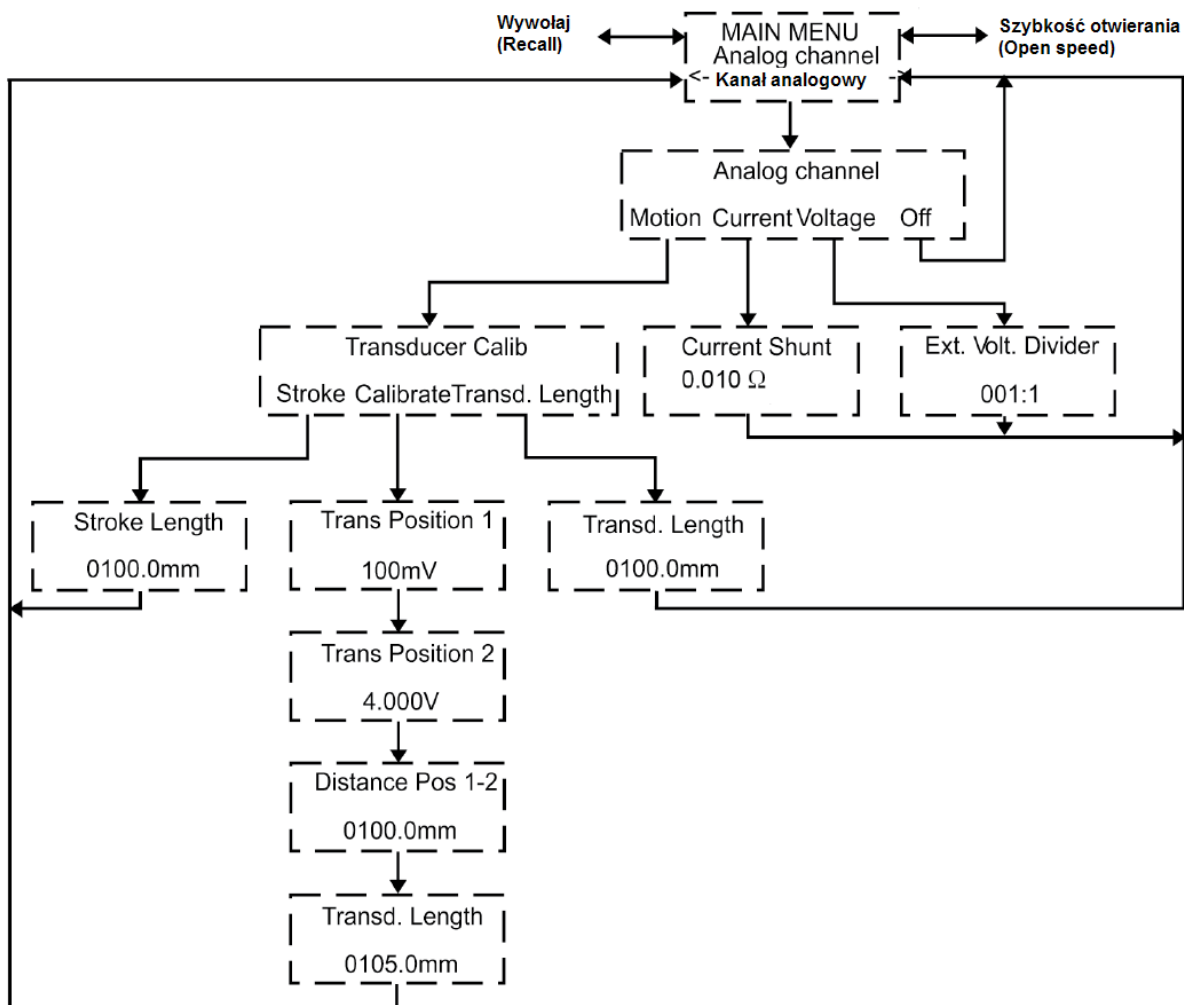 Wywołaj
(Recall)
MAIN MENU
Analog channel
<- Kanał analogowy ->
Szybkość otwierania
(Open speed)
Analog channel
Motion Current Voltage Off
Transducer Calib
Stroke Calibrate Transd. Length
Current Shunt
0.010 Ω
Ext. Volt. Divider
001:1
Stroke Length
0100.0mm
Trans Position 1
100mV
Transd. Length
0100.0mm
Trans Position 2
4.000V
Distance Pos 1-2
0100.0mm
Transd. Length
0105.0mm